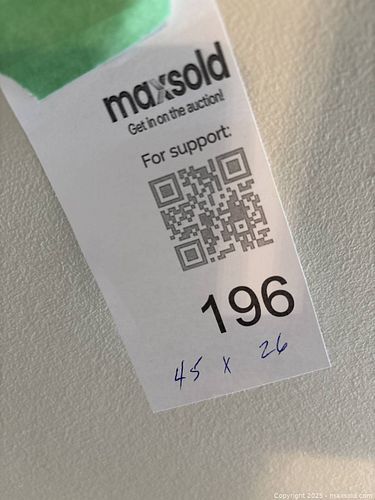 maxsold
Get in on the auction!
For support:
196
45 x 26
Copyright 2025 - maxsold.com